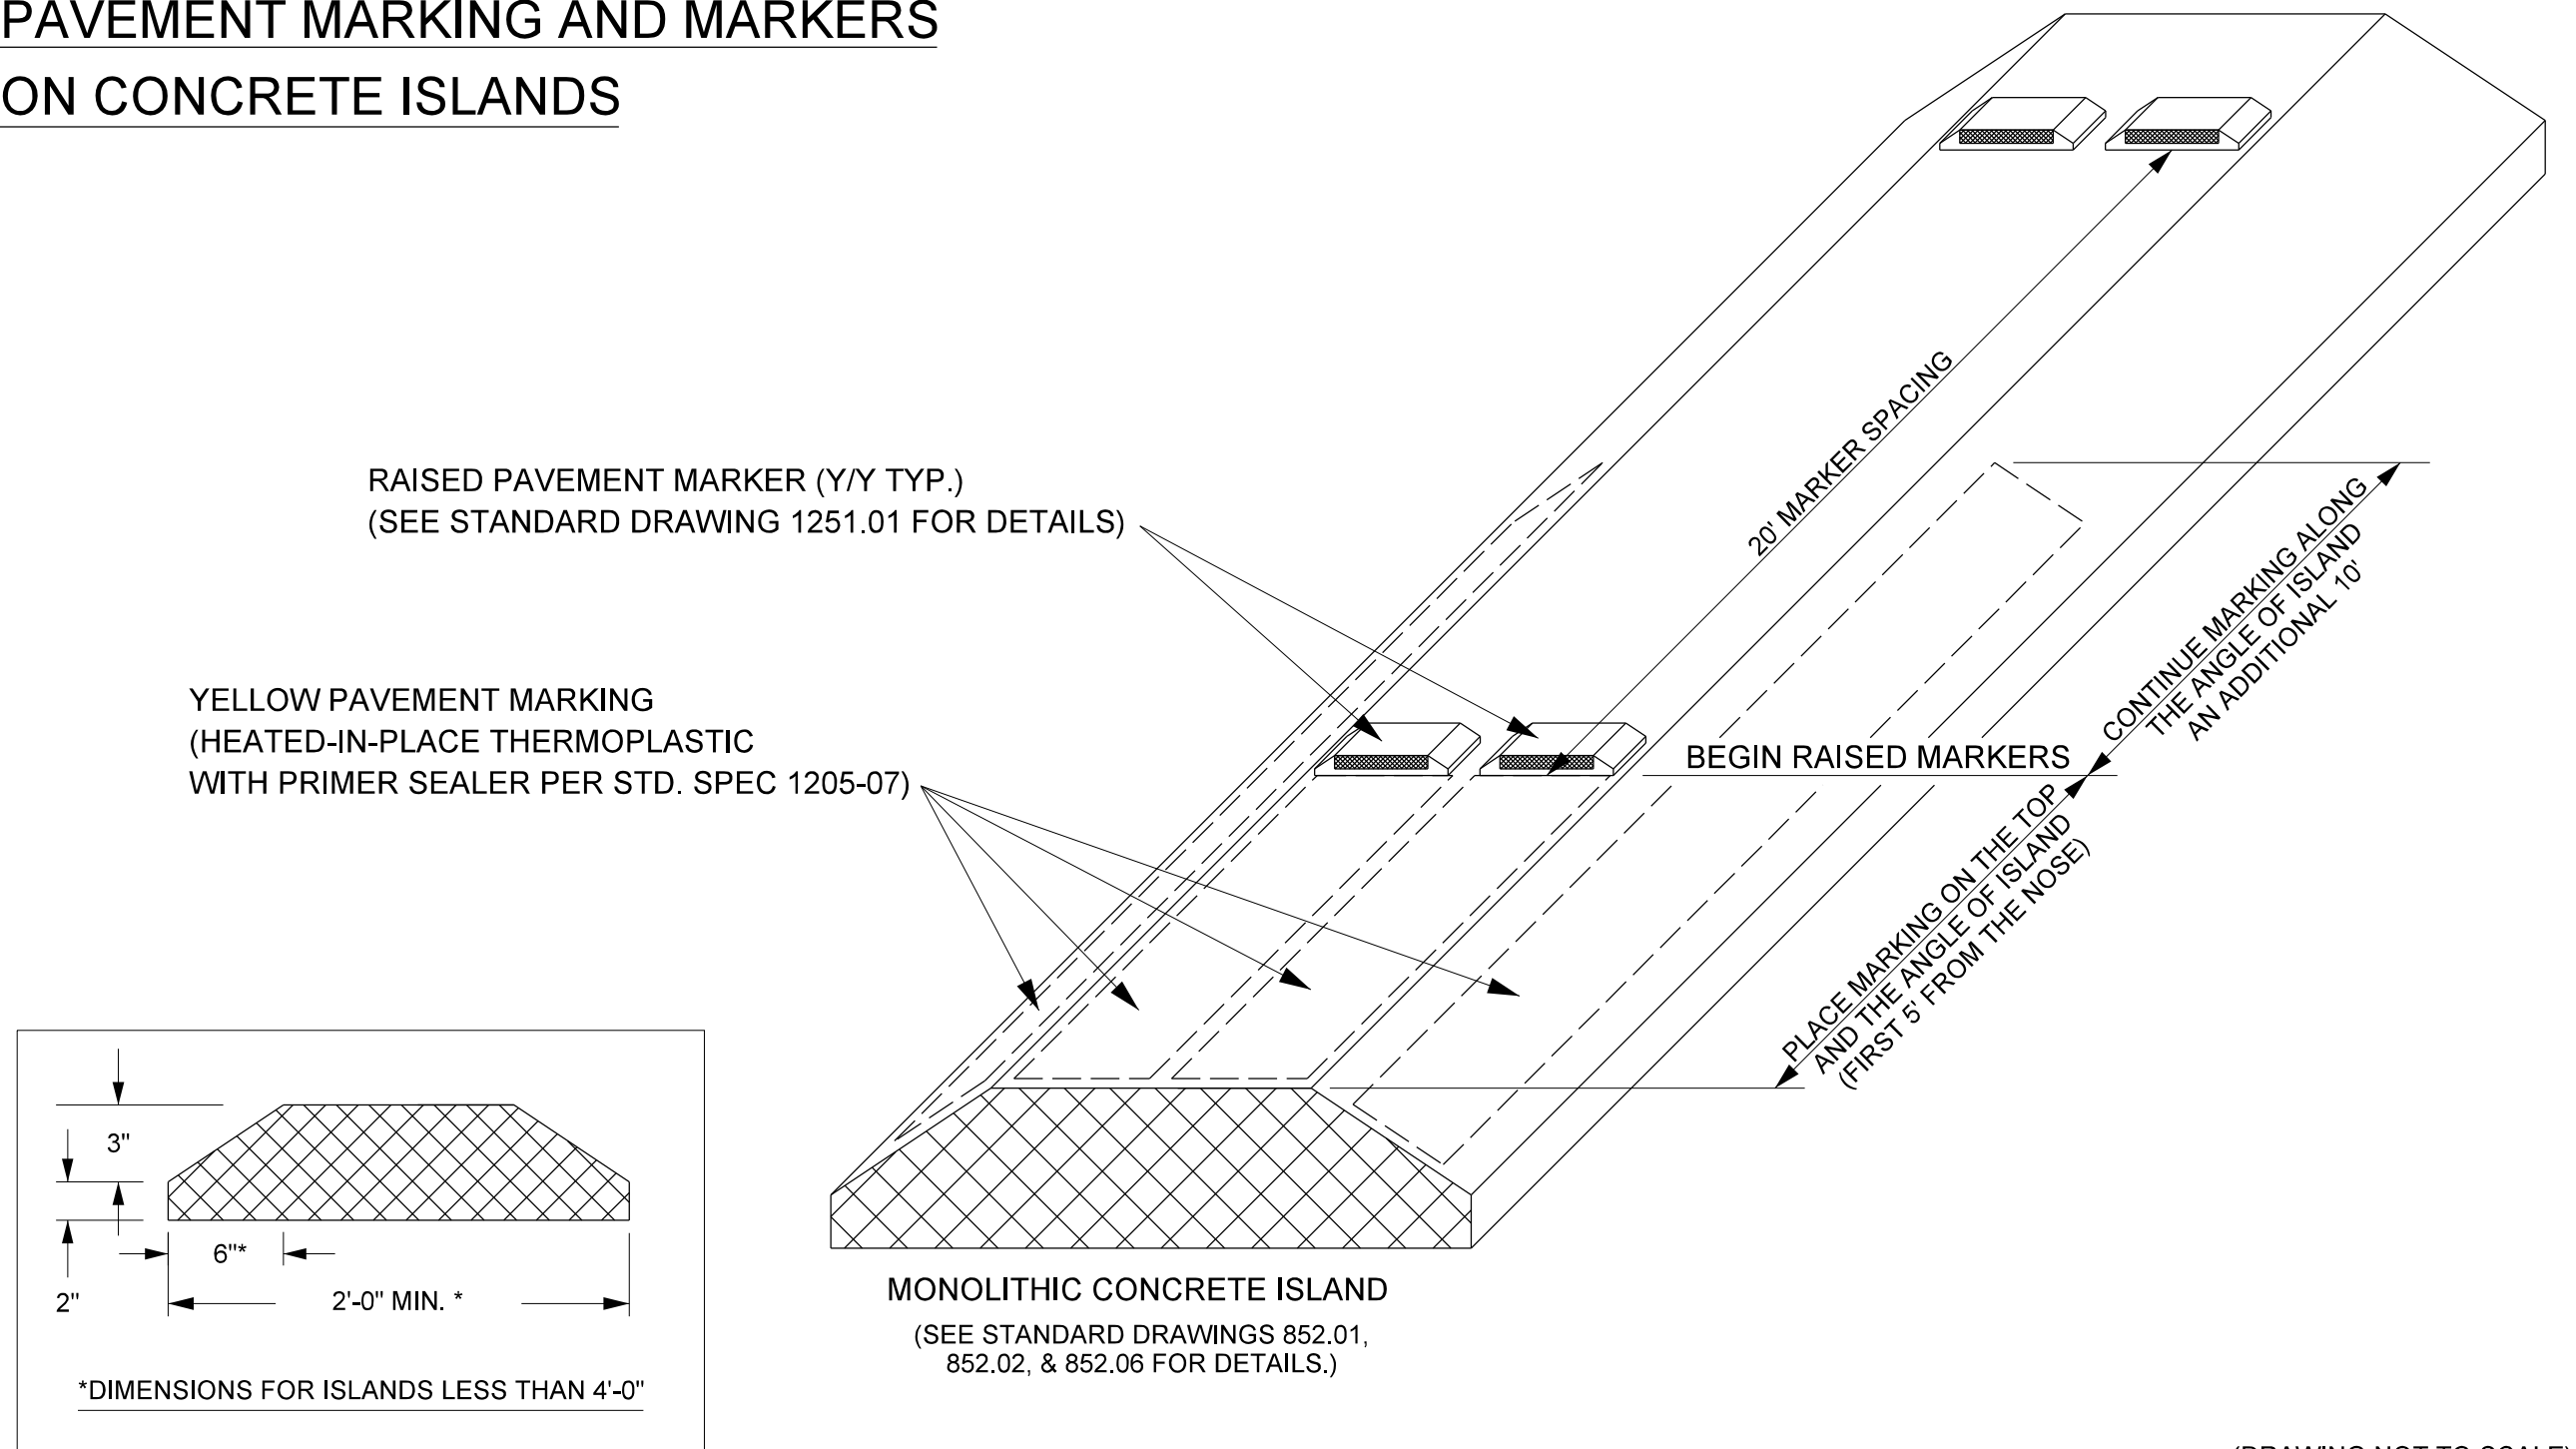 PAVEMENT MARKING AND MARKERS
ON CONCRETE ISLANDS
RAISED PAVEMENT MARKER (Y/Y TYP.)
(SEE STANDARD DRAWING 1251.01 FOR DETAILS)
YELLOW PAVEMENT MARKING
(HEATED-IN-PLACE THERMOPLASTIC
WITH PRIMER SEALER PER STD. SPEC 1205-07)
20' MARKER SPACING
CONTINUE MARKING ALONG
THE ANGLE OF ISLAND
AN ADDITIONAL 10'
BEGIN RAISED MARKERS
PLACE MARKING ON THE TOP
AND THE ANGLE OF ISLAND
(FIRST 5' FROM THE NOSE)
3"
6"*
2"
2'-0" MIN. *
*DIMENSIONS FOR ISLANDS LESS THAN 4'-0"
MONOLITHIC CONCRETE ISLAND
(SEE STANDARD DRAWINGS 852.01,
852.02, & 852.06 FOR DETAILS.)
(DRAWING NOT TO SCALE)